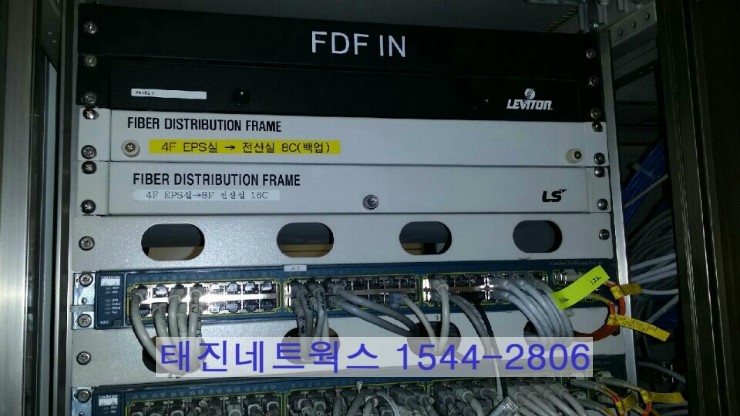 FDF IN
LEVITON
FIBER DISTRIBUTION FRAME
4F EPS실 → 전산실 8C(백업)
FIBER DISTRIBUTION FRAME
4F EPS실→8F 전산실 16C
LS
태진네트웍스 1544-2806